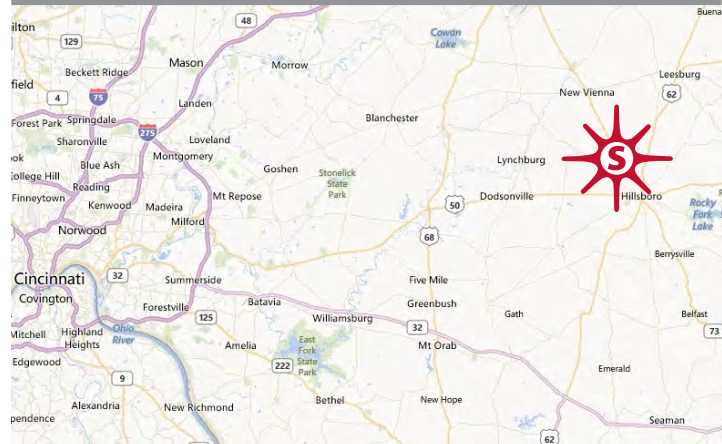 Buena
ilton
48
Cowan
Lake
129
Mason
Morrow
Beckett Ridge
Leesburg
field
75
62
New Vienna
4
Landen
Forest Park
Springdale
Blanchester
275
Sharonville
Loveland
ok
Blue Ash
Montgomery
Lynchburg
S
College Hill
Goshen
Stonelick
State
Park
Reading
Finneytown
Kenwood
Madeira
Mt Repose
50
Dodsonville
Hillsboro
Rocky
Fork
Lake
Milford
Norwood
68
Berrysville
Cincinnati
32
Summerside
Five Mile
Covington
Batavia
Greenbush
Forestville
125
Williamsburg
Gath
Belfast
Mitchell
Highland
Heights
Ohio
River
32
73
Amelia
East
Fork
State
Park
Mt Orab
Edgewood
222
Emerald
9
Bethel
New Hope
Alexandria
New Richmond
pendence
Seaman
62